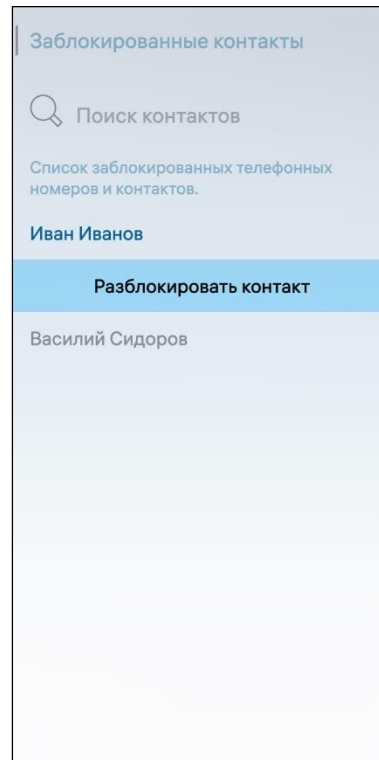 Заблокированные контакты
Поиск контактов
Список заблокированных телефонных
номеров и контактов.
Иван Иванов
Разблокировать контакт
Василий Сидоров